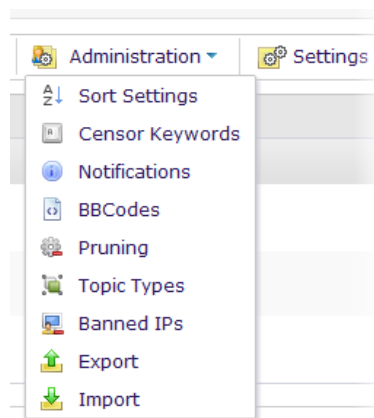 Administration Settings
Sort Settings
Censor Keywords
Notifications
BBCodes
Pruning
Topic Types
Banned IPs
Export
Import